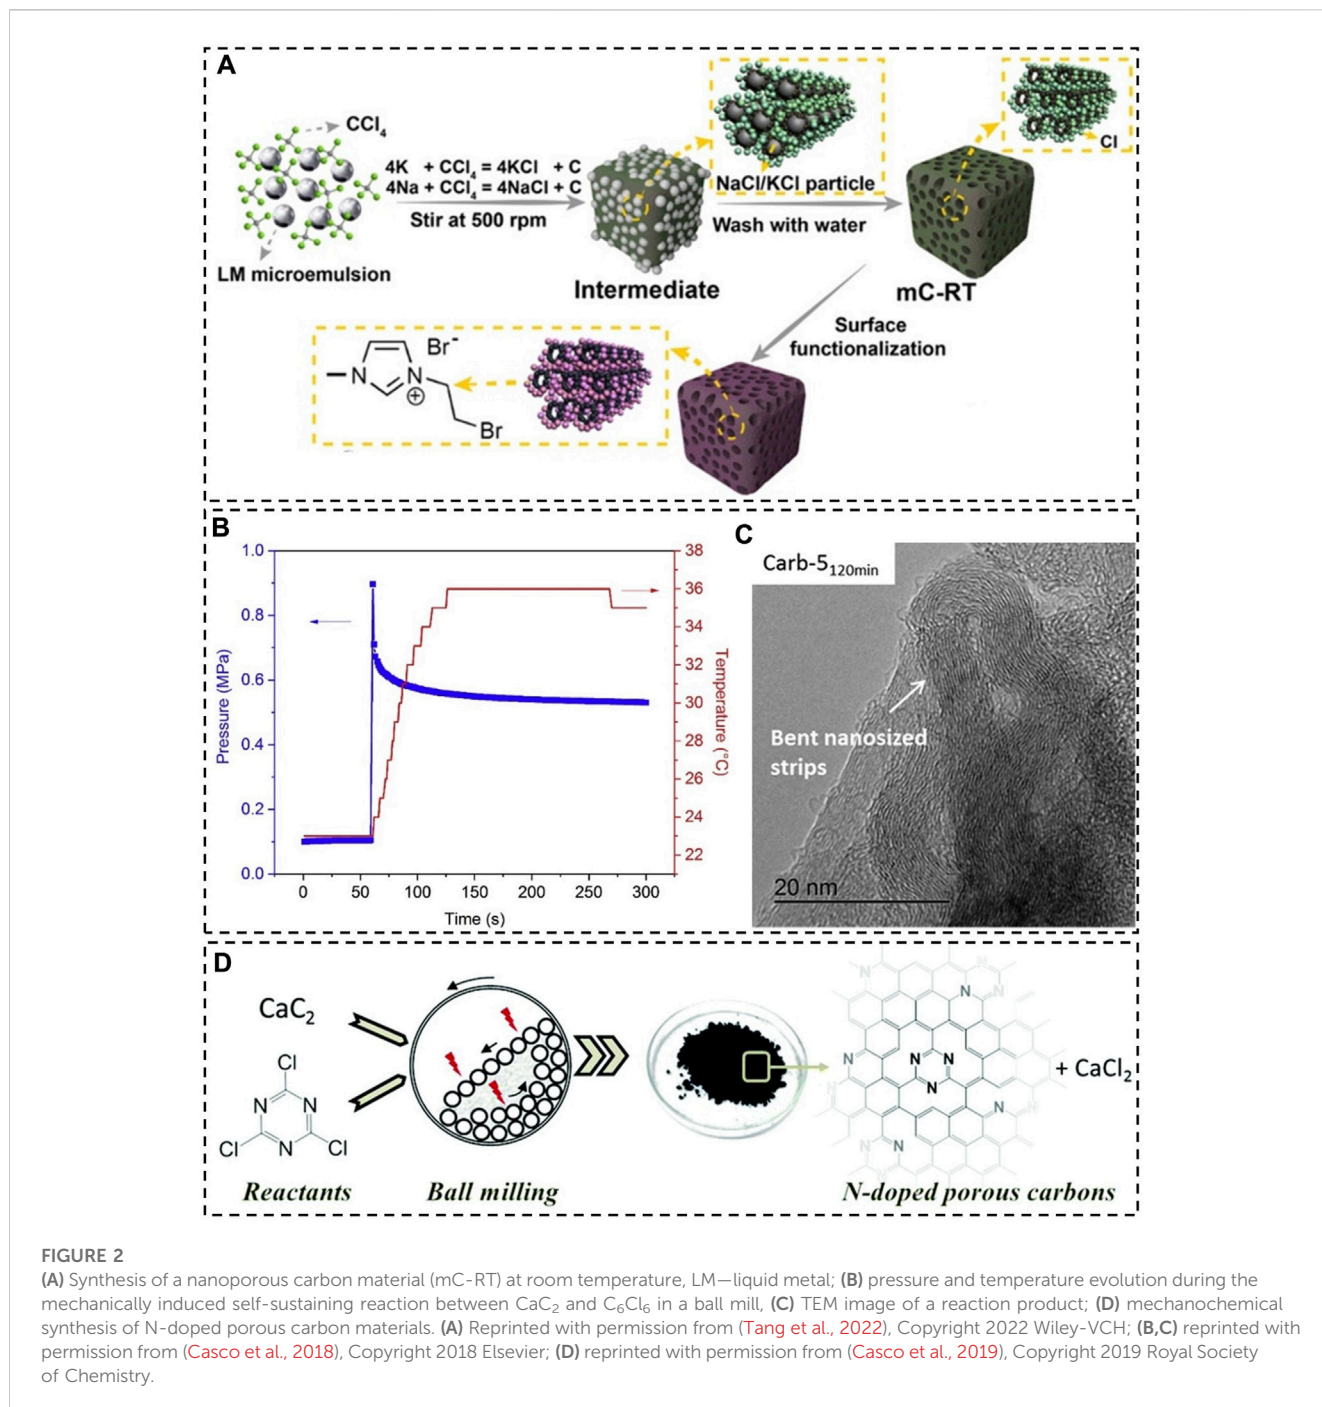 A
CCl4
4K + CCl4 = 4KCl + C
4Na + CCl4 = 4NaCl + C
Stir at 500 rpm
LM microemulsion
Intermediate
NaCl/KCl particle
Wash with water
Cl
mC-RT
Surface
functionalization
Br-
N
N
+
Br
B
1.0
0.8
0.6
0.4
0.2
0.0
Pressure (MPa)
0 50 100 150 200 250 300
Time (s)
38
36
35
32
30
28
26
24
22
Temperature (°C)
C
Carb-5120min
Bent nanosized
strips
20 nm
D
CaC2
Cl
N N
Cl N Cl
Reactants
Ball milling
N N
N
N N
N N N
N
N N
N
N N
+ CaCl2
N-doped porous carbons
FIGURE 2
(A) Synthesis of a nanoporous carbon material (mC-RT) at room temperature, LM—liquid metal; (B) pressure and temperature evolution during the
mechanically induced self-sustaining reaction between CaC2 and C6Cl6 in a ball mill, (C) TEM image of a reaction product; (D) mechanochemical
synthesis of N-doped porous carbon materials. (A) Reprinted with permission from (Tang et al., 2022), Copyright 2022 Wiley-VCH; (B,C) reprinted with
permission from (Casco et al., 2018), Copyright 2018 Elsevier; (D) reprinted with permission from (Casco et al., 2019), Copyright 2019 Royal Society
of Chemistry.